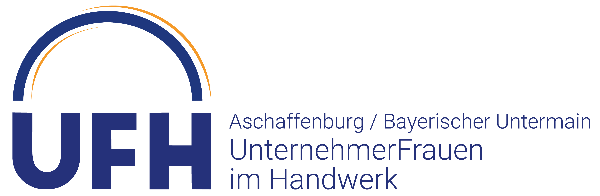 UFH
Aschaffenburg / Bayerischer Untermain
UnternehmerFrauen
im Handwerk